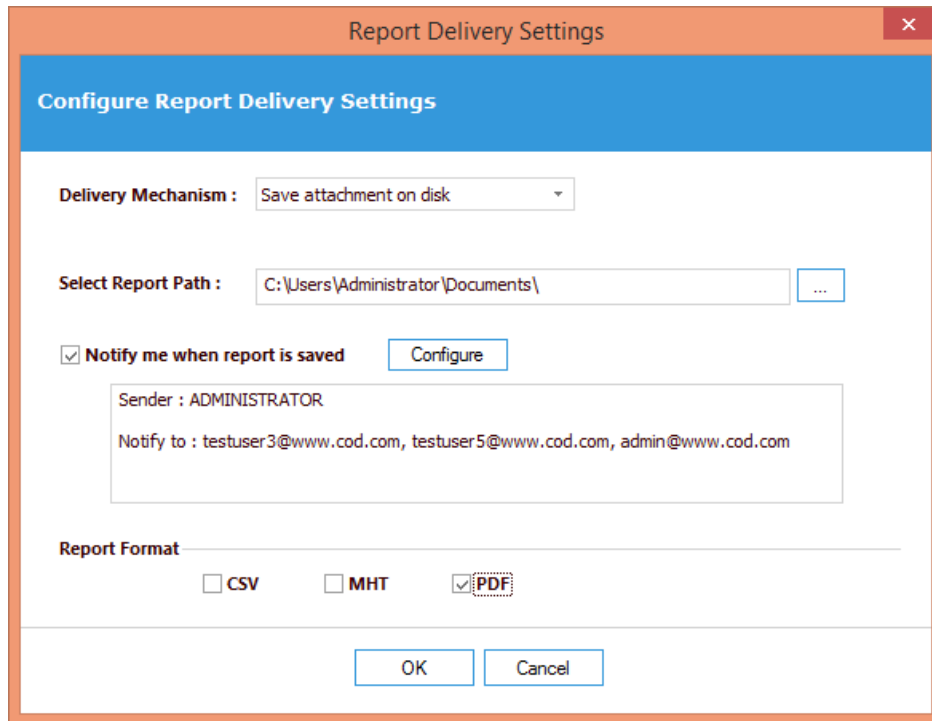 Report Delivery Settings
Configure Report Delivery Settings
Delivery Mechanism : Save attachment on disk
Select Report Path : C:\Users\Administrator\Documents\ ...
Notify me when report is saved Configure
Sender : ADMINISTRATOR
Notify to : testuser3@www.cod.com, testuser5@www.cod.com, admin@www.cod.com
Report Format
CSV MHT PDF
OK Cancel